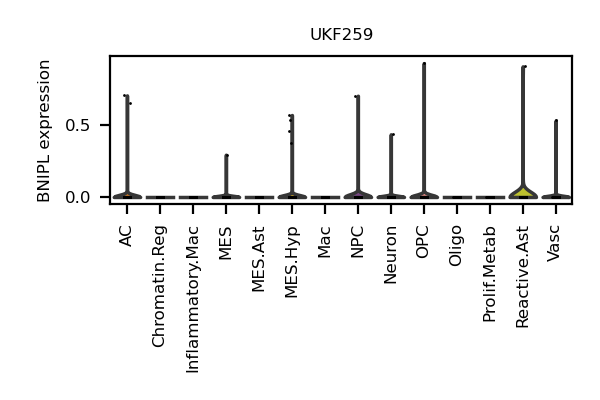 UKF259
BNIPL expression
0.5
0.0
AC
Chromatin.Reg
Inflammatory.Mac
MES
MES.Ast
MES.Hyp
Mac
NPC
Neuron
OPC
Oligo
Prolif.Metab
Reactive.Ast
Vasc